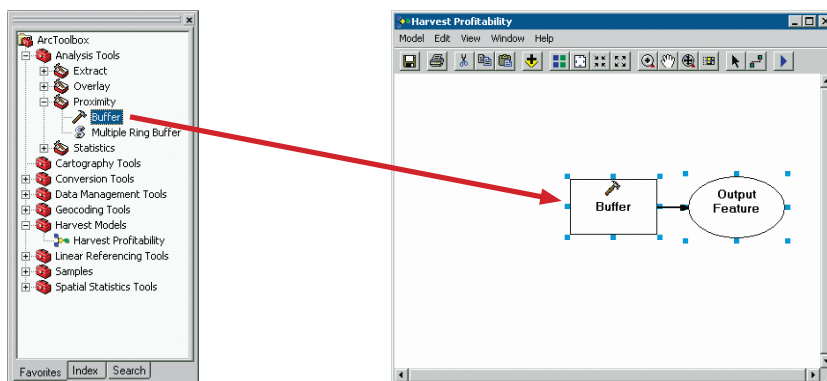 ArcToolbox
Analysis Tools
Extract
Overlay
Proximity
Buffer
Multiple Ring Buffer
Statistics
Cartography Tools
Conversion Tools
Data Management Tools
Geocoding Tools
Harvest Models
Harvest Profitability
Linear Referencing Tools
Samples
Spatial Statistics Tools
Favorites Index Search
Harvest Profitability
Model Edit View Window Help
Buffer
Output
Feature